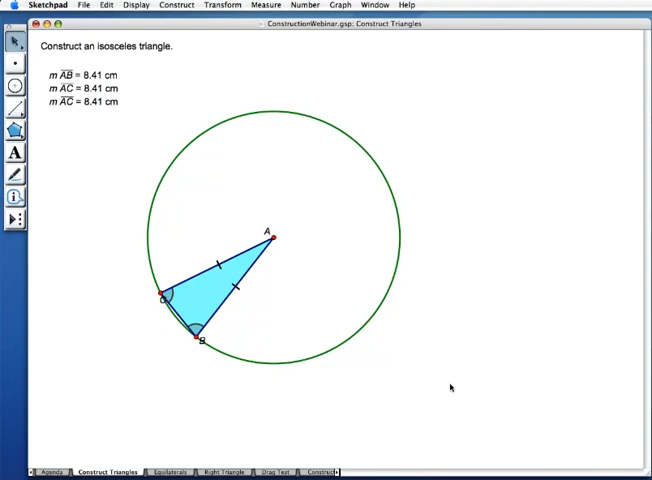 Sketchpad File Edit Display Construct Transform Measure Number Graph Window Help
ConstructionWebinar.gsp: Construct Triangles
Construct an isosceles triangle.
m AB = 8.41 cm
m AC = 8.41 cm
m AC = 8.41 cm
A
A
C
B
Agenda Construct Triangles Equilaterals Right Triangle Drag Test Construct